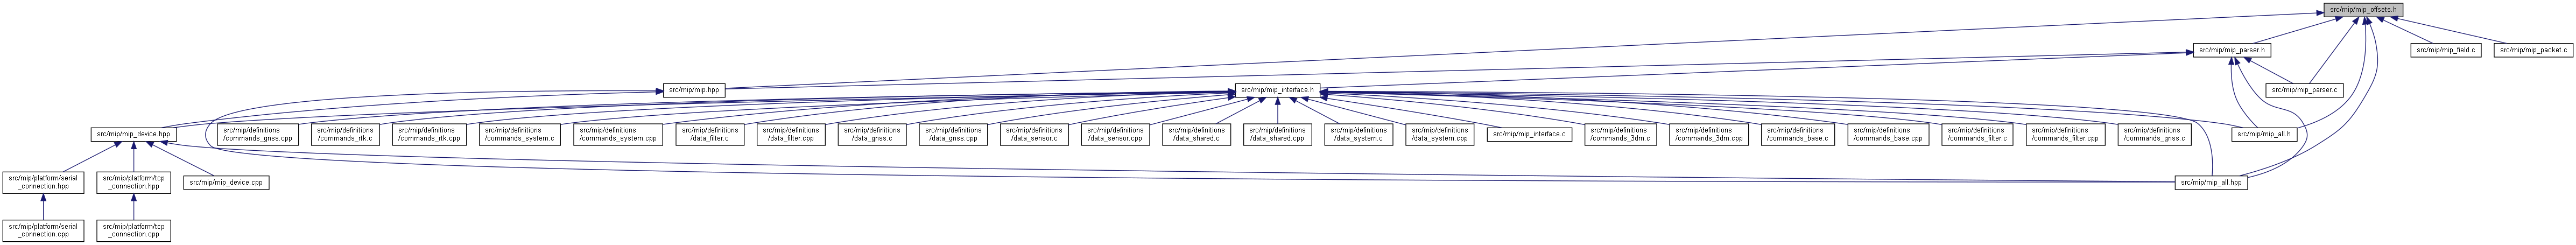 src/mip/mip_offsets.h
src/mip/mip_parser.h
src/mip/mip_field.c
src/mip/mip_packet.c
src/mip/mip.hpp
src/mip/mip_interface.h
src/mip/mip_parser.c
src/mip/mip_device.hpp
src/mip/definitions
/commands_gnss.cpp
src/mip/definitions
/commands_rtk.c
src/mip/definitions
/commands_rtk.cpp
src/mip/definitions
/commands_system.c
src/mip/definitions
/commands_system.cpp
src/mip/definitions
/data_filter.c
src/mip/definitions
/data_filter.cpp
src/mip/definitions
/data_gnss.c
src/mip/definitions
/data_gnss.cpp
src/mip/definitions
/data_sensor.c
src/mip/definitions
/data_sensor.cpp
src/mip/definitions
/data_shared.c
src/mip/definitions
/data_shared.cpp
src/mip/definitions
/data_system.c
src/mip/definitions
/data_system.cpp
src/mip/mip_interface.c
src/mip/definitions
/commands_3dm.c
src/mip/definitions
/commands_3dm.cpp
src/mip/definitions
/commands_base.c
src/mip/definitions
/commands_base.cpp
src/mip/definitions
/commands_filter.c
src/mip/definitions
/commands_filter.cpp
src/mip/definitions
/commands_gnss.c
src/mip/mip_all.h
src/mip/platform/serial
_connection.hpp
src/mip/platform/tcp
_connection.hpp
src/mip/mip_device.cpp
src/mip/mip_all.hpp
src/mip/platform/serial
_connection.cpp
src/mip/platform/tcp
_connection.cpp